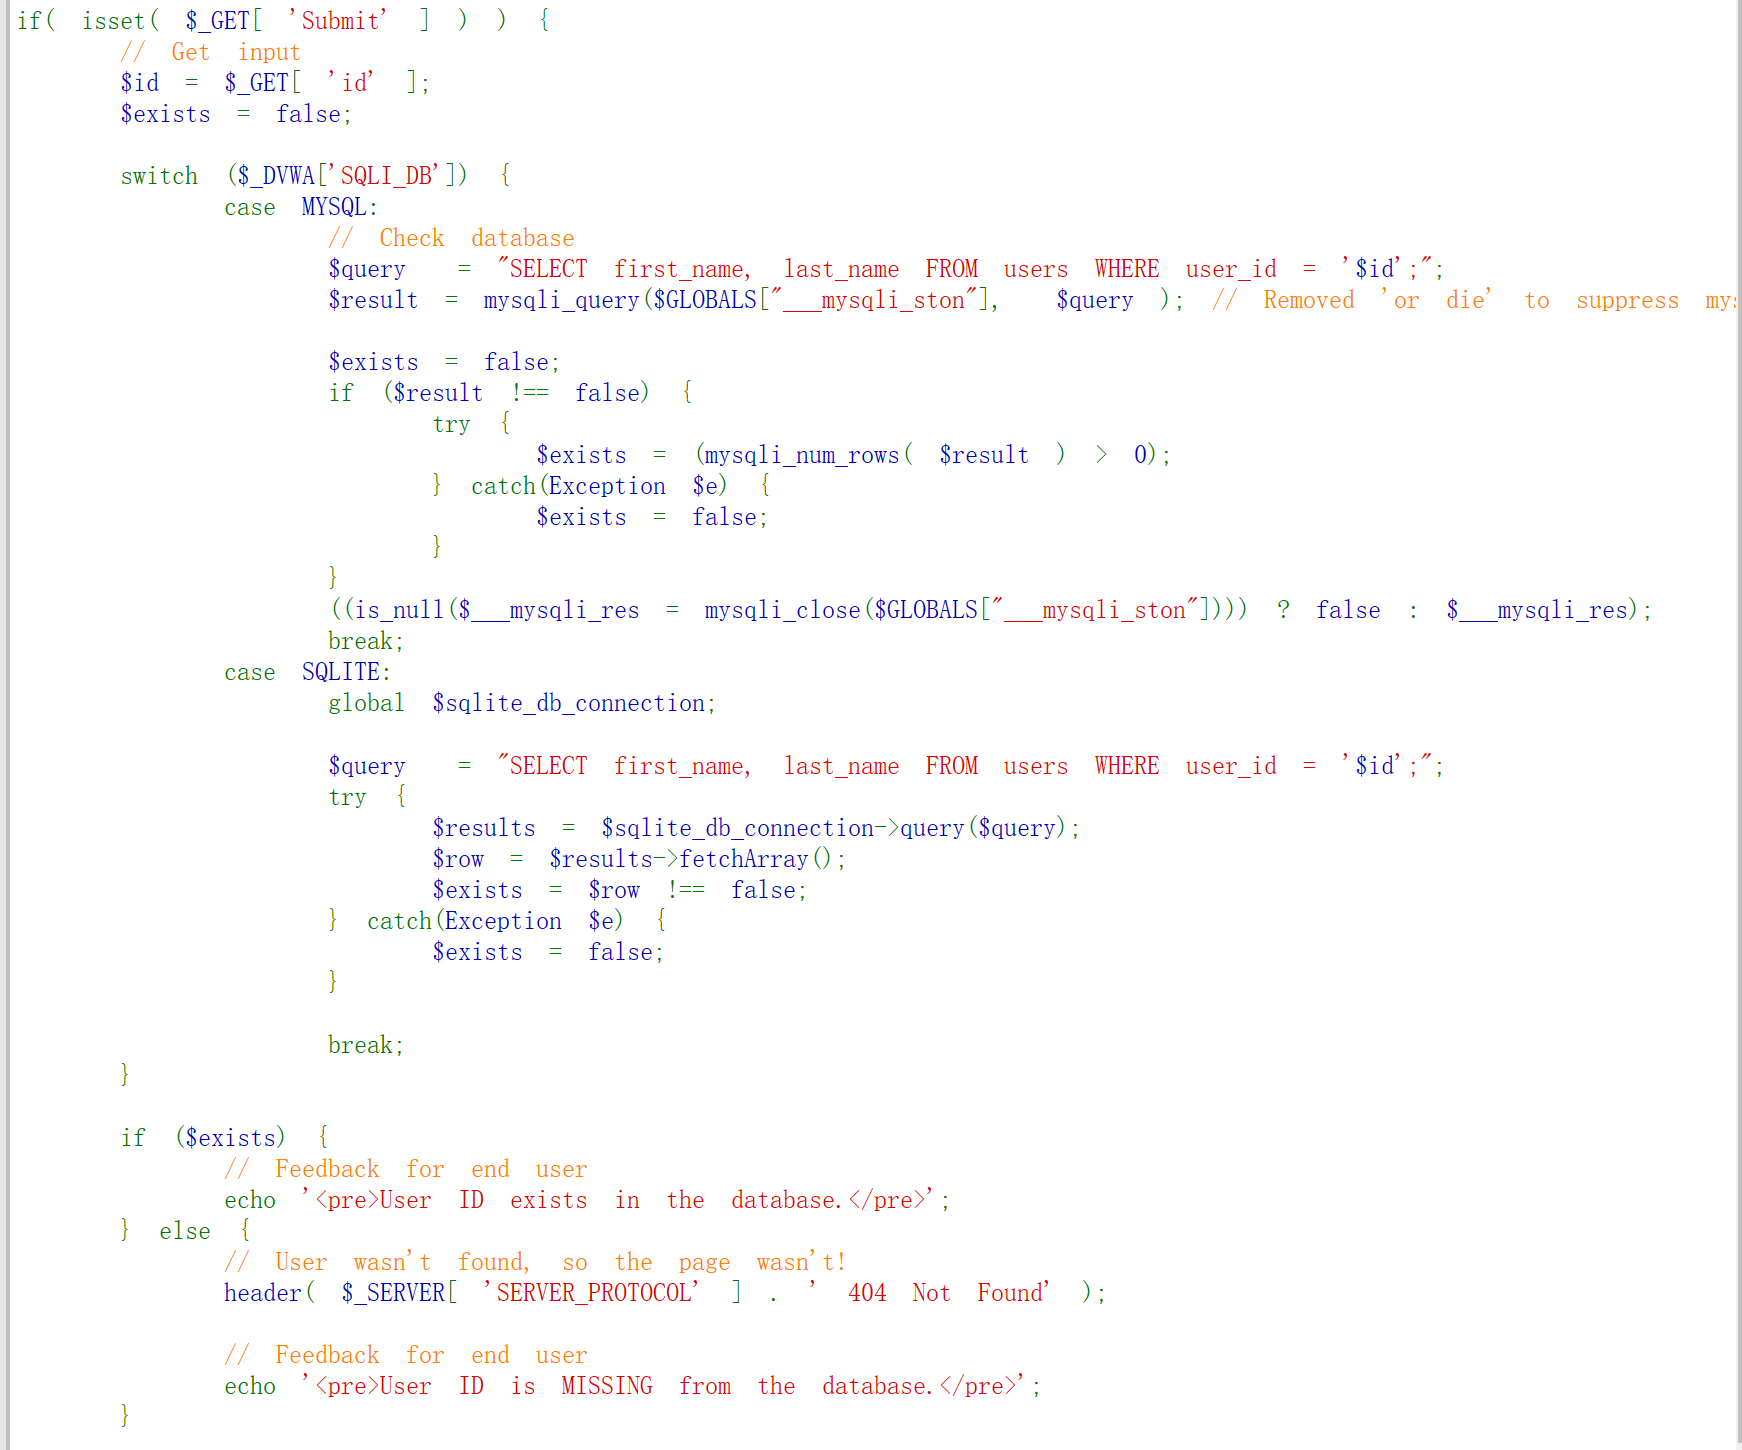 if( isset( $_GET[ 'Submit' ] ) ) {
// Get input
$id = $_GET[ 'id' ];
$exists = false;
switch ($_DVWA['SQLI_DB']) {
case MYSQL:
// Check database
$query = "SELECT first_name, last_name FROM users WHERE user_id = '$id';";
$result = mysqli_query($GLOBALS["___mysqli_ston"], $query ); // Removed 'or die' to suppress
$exists = false;
if ($result !== false) {
try {
$exists = (mysqli_num_rows( $result ) > 0);
} catch(Exception $e) {
$exists = false;
}
}
((is_null($___mysqli_res = mysqli_close($GLOBALS["___mysqli_ston"]))) ? false : $___mysqli_res);
break;
case SQLITE:
global $sqlite_db_connection;
$query = "SELECT first_name, last_name FROM users WHERE user_id = '$id';";
try {
$results = $sqlite_db_connection->query($query);
$row = $results->fetchArray();
$exists = $row !== false;
} catch(Exception $e) {
$exists = false;
}
break;
}
if ($exists) {
// Feedback for end user
echo '<pre>User ID exists in the database.</pre>';
} else {
// User wasn't found, so the page wasn't!
header( $_SERVER[ 'SERVER_PROTOCOL' ] . ' 404 Not Found' );
// Feedback for end user
echo '<pre>User ID is MISSING from the database.</pre>';
}